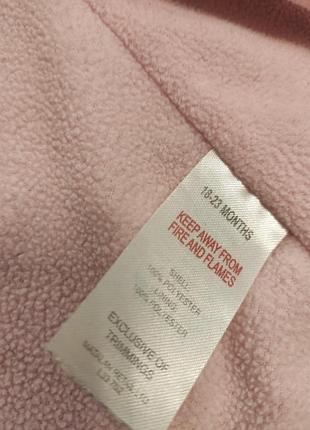 18-23 MONTHS
KEEP AWAY FROM
FIRE AND FLAMES
SHELL:
100% POLYESTER
LINING:
100% POLYESTER
EXCLUSIVE OF
TRIMMINGS